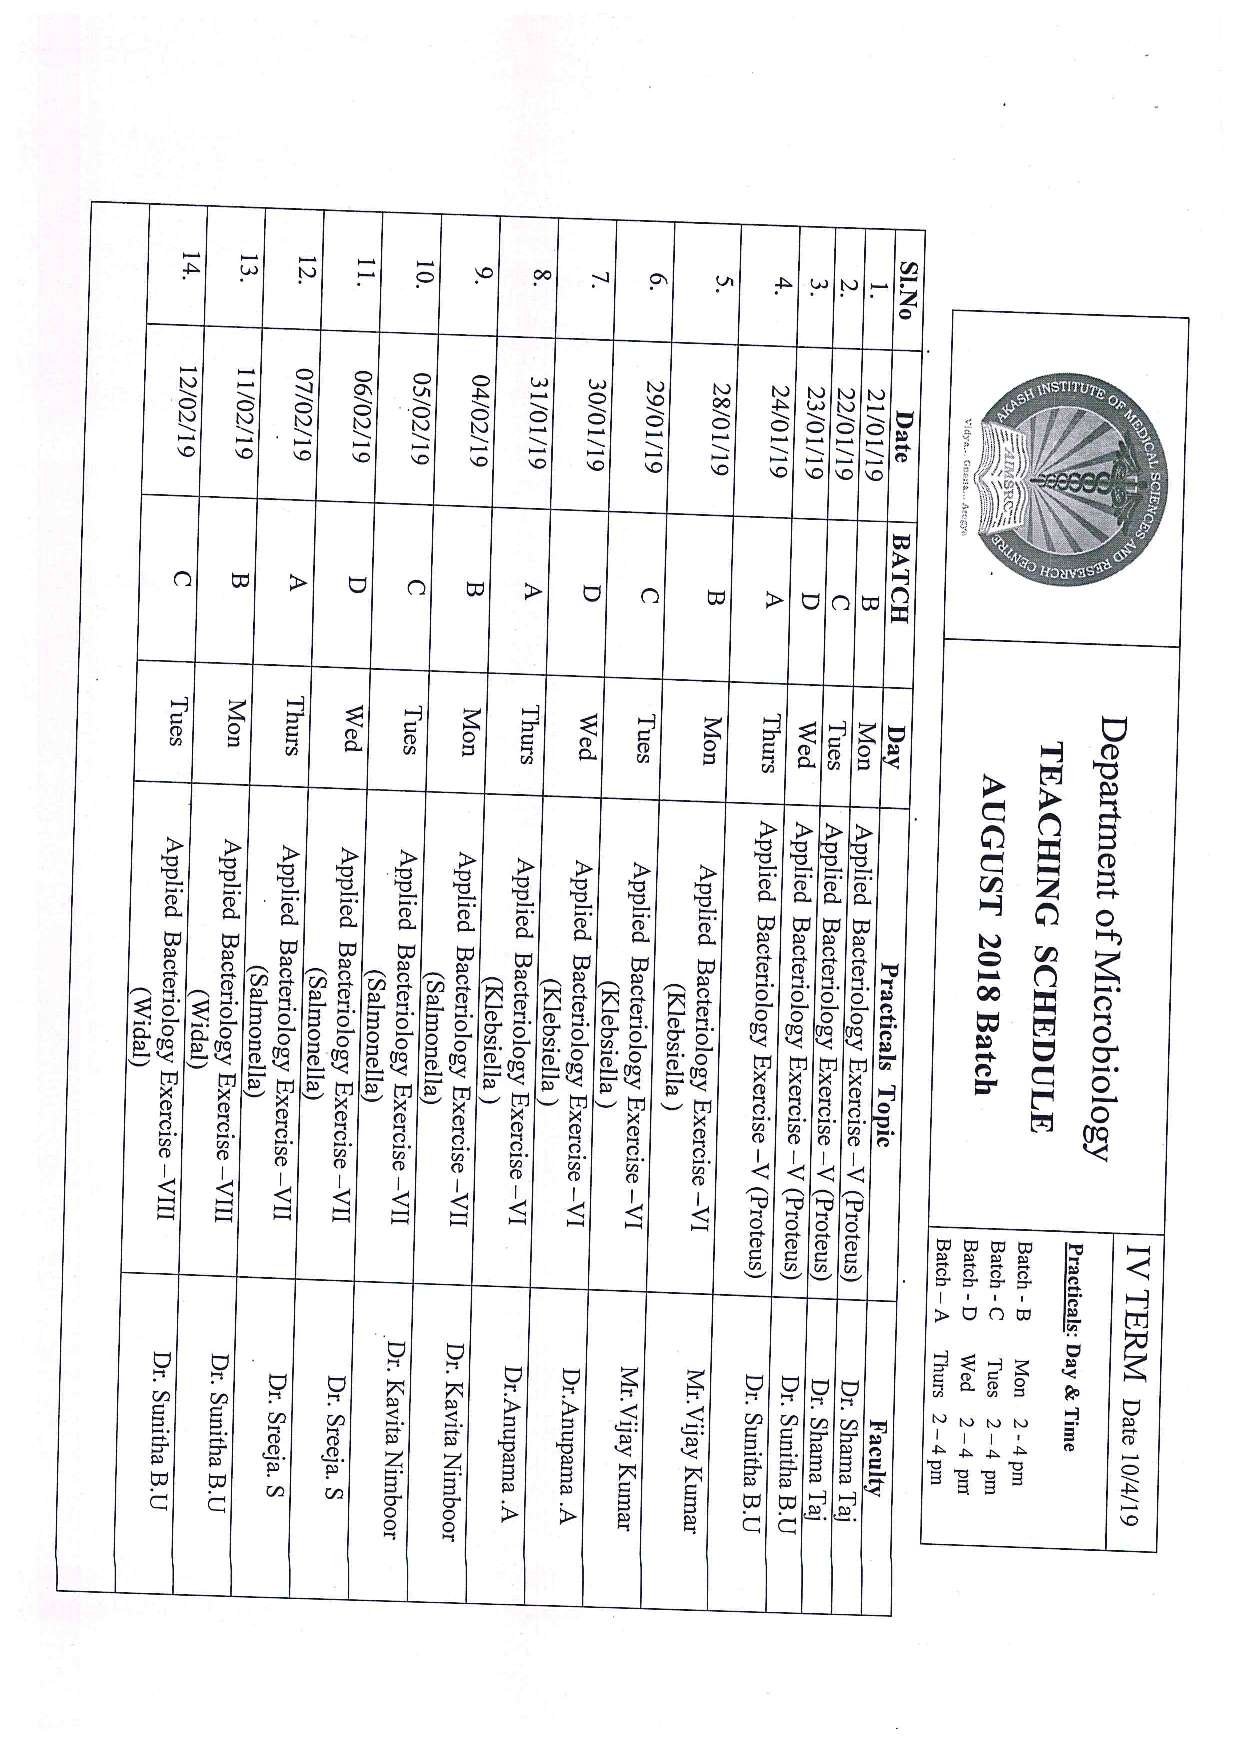 AKASH INSTITUTE OF MEDICAL SCIENCES AND RESEARCH CENTRE
AIMSRC
Vidya... Gnana... Arogya
Department of Microbiology
TEACHING SCHEDULE
AUGUST 2018 Batch
IV TERM Date 10/4/19
Practicals: Day & Time
Batch - B Mon 2 - 4 pm
Batch - C Tues 2 – 4 pm
Batch - D Wed 2 – 4 pm
Batch – A Thurs 2 – 4 pm
Sl.No Date BATCH Day Practicals Topic Faculty
1. 21/01/19 B Mon Applied Bacteriology Exercise –V (Proteus) Dr. Shama Taj
2. 22/01/19 C Tues Applied Bacteriology Exercise –V (Proteus) Dr. Shama Taj
3. 23/01/19 D Wed Applied Bacteriology Exercise –V (Proteus) Dr. Sunitha B.U
4. 24/01/19 A Thurs Applied Bacteriology Exercise –V (Proteus) Dr. Sunitha B.U
5. 28/01/19 B Mon Applied Bacteriology Exercise –VI Mr.Vijay Kumar
(Klebsiella )
6. 29/01/19 C Tues Applied Bacteriology Exercise –VI Mr.Vijay Kumar
(Klebsiella )
7. 30/01/19 D Wed Applied Bacteriology Exercise –VI Dr.Anupama .A
(Klebsiella )
8. 31/01/19 A Thurs Applied Bacteriology Exercise –VI Dr.Anupama .A
(Klebsiella )
9. 04/02/19 B Mon Applied Bacteriology Exercise –VII Dr. Kavita Nimboor
(Salmonella)
10. 05/02/19 C Tues Applied Bacteriology Exercise –VII Dr. Kavita Nimboor
(Salmonella)
11. 06/02/19 D Wed Applied Bacteriology Exercise –VII Dr. Sreeja. S
(Salmonella)
12. 07/02/19 A Thurs Applied Bacteriology Exercise –VII Dr. Sreeja. S
(Salmonella)
13. 11/02/19 B Mon Applied Bacteriology Exercise –VIII Dr. Sunitha B.U
(Widal)
14. 12/02/19 C Tues Applied Bacteriology Exercise –VIII Dr. Sunitha B.U
(Widal)